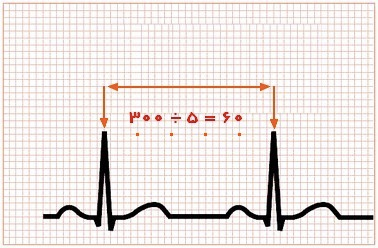 ۳۰۰ ÷ ۵ = ۶۰